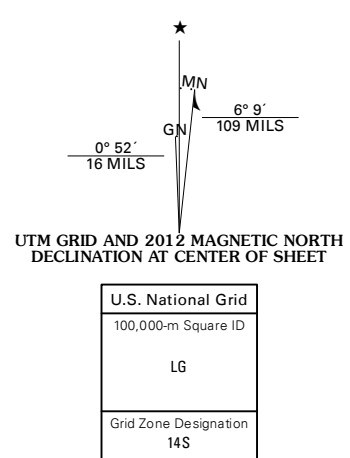 ★
MN
6° 9´
109 MILS
GN
0° 52´
16 MILS
UTM GRID AND 2012 MAGNETIC NORTH
DECLINATION AT CENTER OF SHEET
U.S. National Grid
100,000-m Square ID
LG
Grid Zone Designation
14S